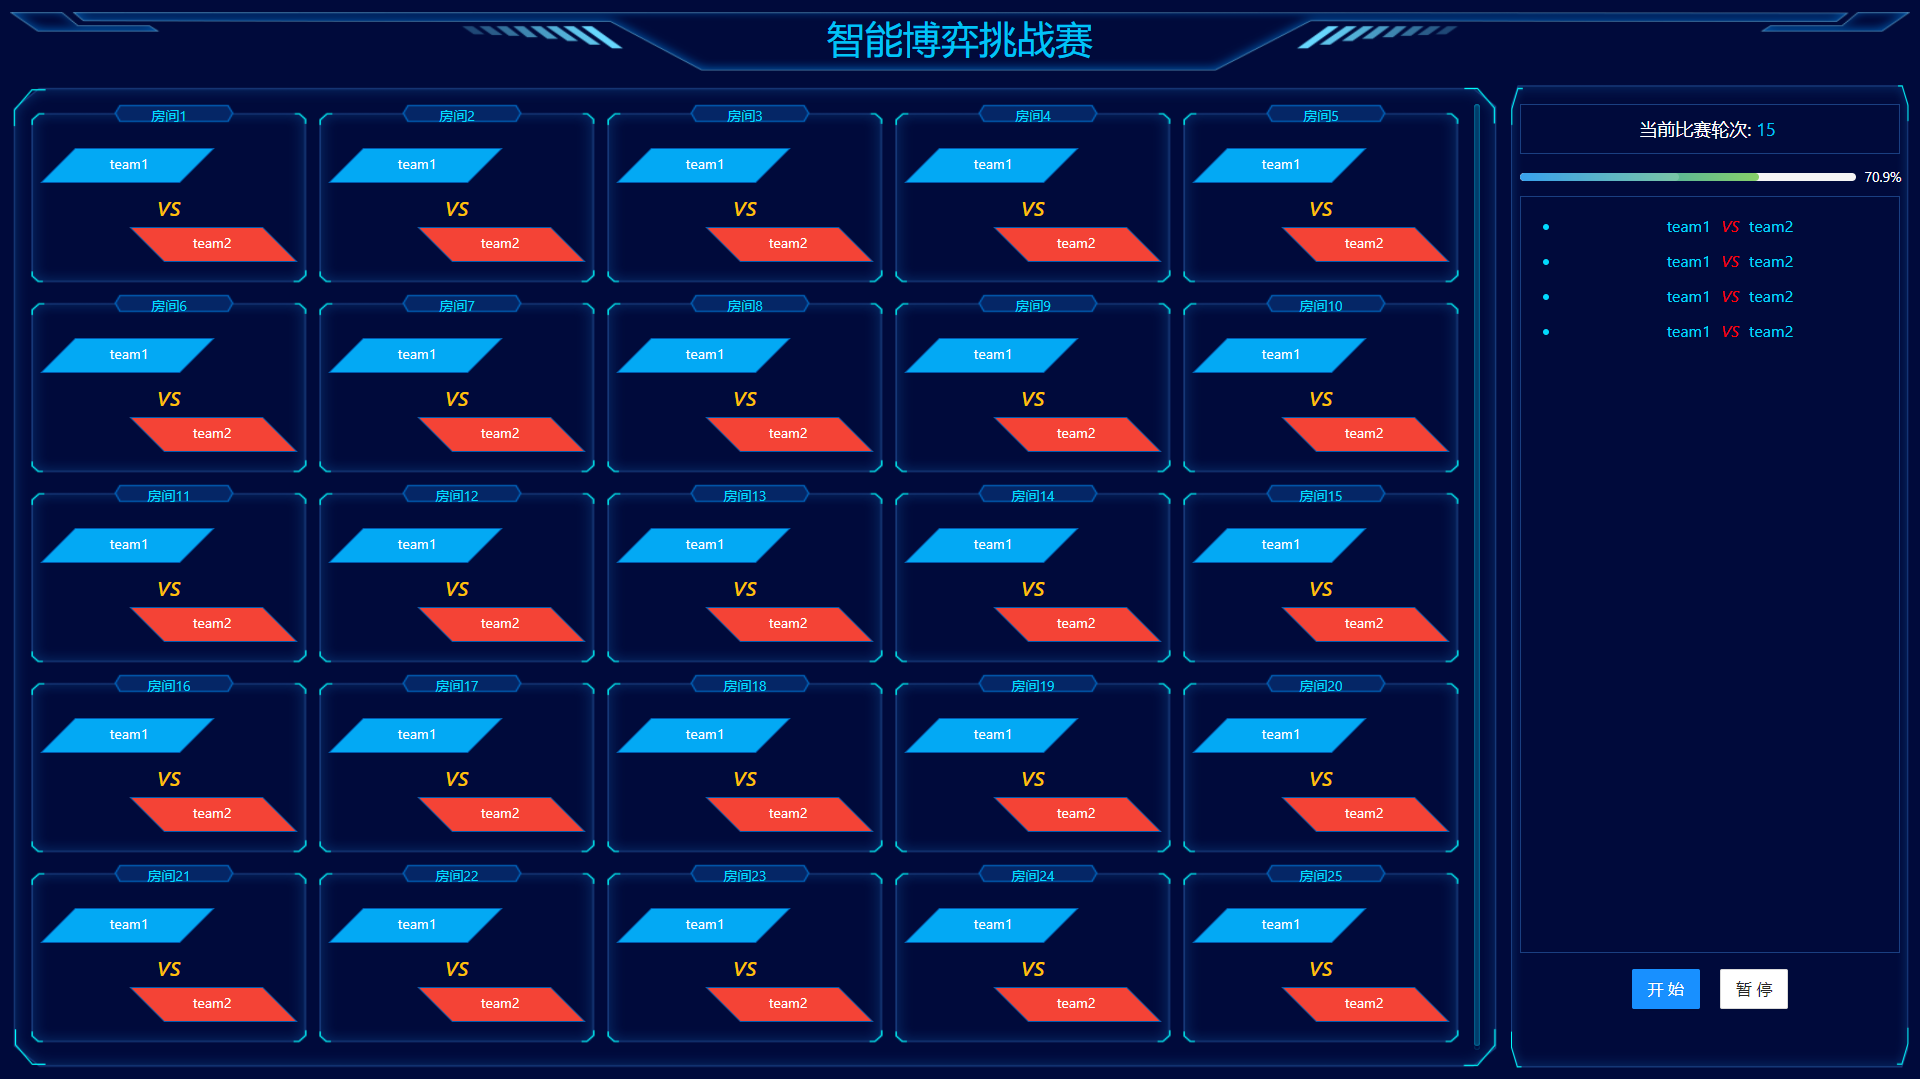 智能博弈挑战赛
房间1
team1
VS
team2
房间2
team1
VS
team2
房间3
team1
VS
team2
房间4
team1
VS
team2
房间5
team1
VS
team2
房间6
team1
VS
team2
房间7
team1
VS
team2
房间8
team1
VS
team2
房间9
team1
VS
team2
房间10
team1
VS
team2
房间11
team1
VS
team2
房间12
team1
VS
team2
房间13
team1
VS
team2
房间14
team1
VS
team2
房间15
team1
VS
team2
房间16
team1
VS
team2
房间17
team1
VS
team2
房间18
team1
VS
team2
房间19
team1
VS
team2
房间20
team1
VS
team2
房间21
team1
VS
team2
房间22
team1
VS
team2
房间23
team1
VS
team2
房间24
team1
VS
team2
房间25
team1
VS
team2
当前比赛轮次: 15
70.9%
team1 VS team2
team1 VS team2
team1 VS team2
team1 VS team2
开 始
暂 停